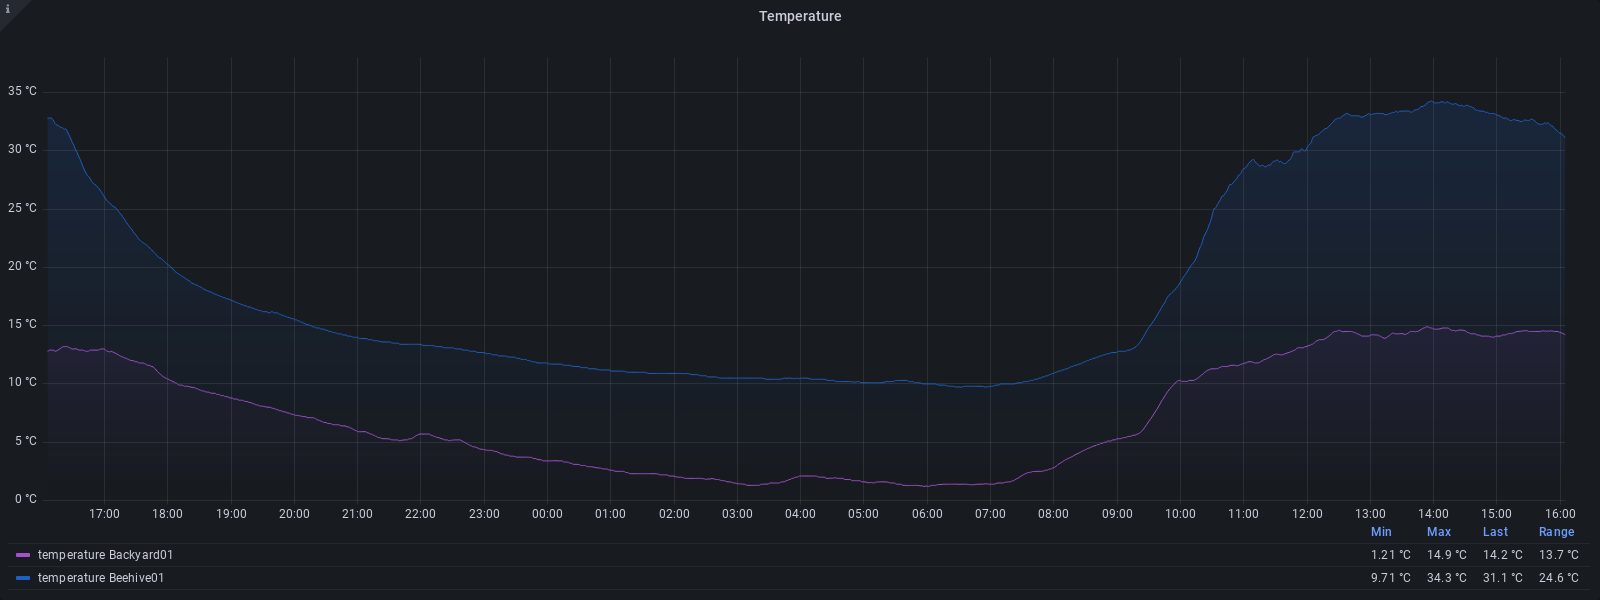 i
Temperature
35 °C
30 °C
25 °C
20 °C
15 °C
10 °C
5 °C
0 °C
17:00 18:00 19:00 20:00 21:00 22:00 23:00 00:00 01:00 02:00 03:00 04:00 05:00 06:00 07:00 08:00 09:00 10:00 11:00 12:00 13:00 14:00 15:00 16:00
Min Max Last Range
temperature Backyard01 1.21 °C 14.9 °C 14.2 °C 13.7 °C
temperature Beehive01 9.71 °C 34.3 °C 31.1 °C 24.6 °C